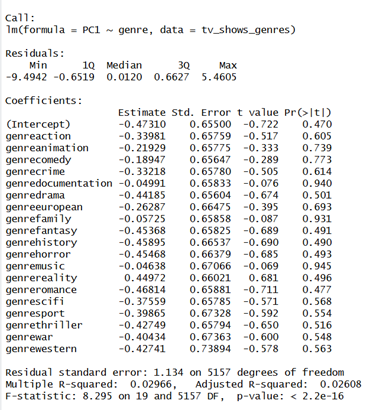 Call:
lm(formula = PC1 ~ genre, data = tv_shows_genres)
Residuals:
Min 1Q Median 3Q Max
-9.4942 -0.6519 0.0120 0.6627 5.4605
Coefficients:
Estimate Std. Error t value Pr(>|t|)
(Intercept) -0.47310 0.65500 -0.722 0.470
genreaction -0.33981 0.65759 -0.517 0.605
genreanimation -0.21929 0.65775 -0.333 0.739
genrecomedy -0.18947 0.65647 -0.289 0.773
genrecrime -0.33218 0.65780 -0.505 0.614
genredocumentation -0.04991 0.65833 -0.076 0.940
genredrama -0.44185 0.65604 -0.674 0.501
genreeuropean -0.26287 0.66475 -0.395 0.693
genrefamily -0.05725 0.65858 -0.087 0.931
genrefantasy -0.45368 0.65825 -0.689 0.491
genrehistory -0.45895 0.66537 -0.690 0.490
genrehorror -0.45468 0.66379 -0.685 0.493
genremusic -0.04638 0.67066 -0.069 0.945
genrereality 0.44972 0.66021 0.681 0.496
genreromance -0.46814 0.65881 -0.711 0.477
genrescifi -0.37559 0.65785 -0.571 0.568
genresport -0.39865 0.67328 -0.592 0.554
genrethriller -0.42749 0.65794 -0.650 0.516
genrewar -0.40434 0.67363 -0.600 0.548
genrewestern -0.42741 0.73894 -0.578 0.563
Residual standard error: 1.134 on 5157 degrees of freedom
Multiple R-squared: 0.02966, Adjusted R-squared: 0.02608
F-statistic: 8.295 on 19 and 5157 DF, p-value: < 2.2e-16